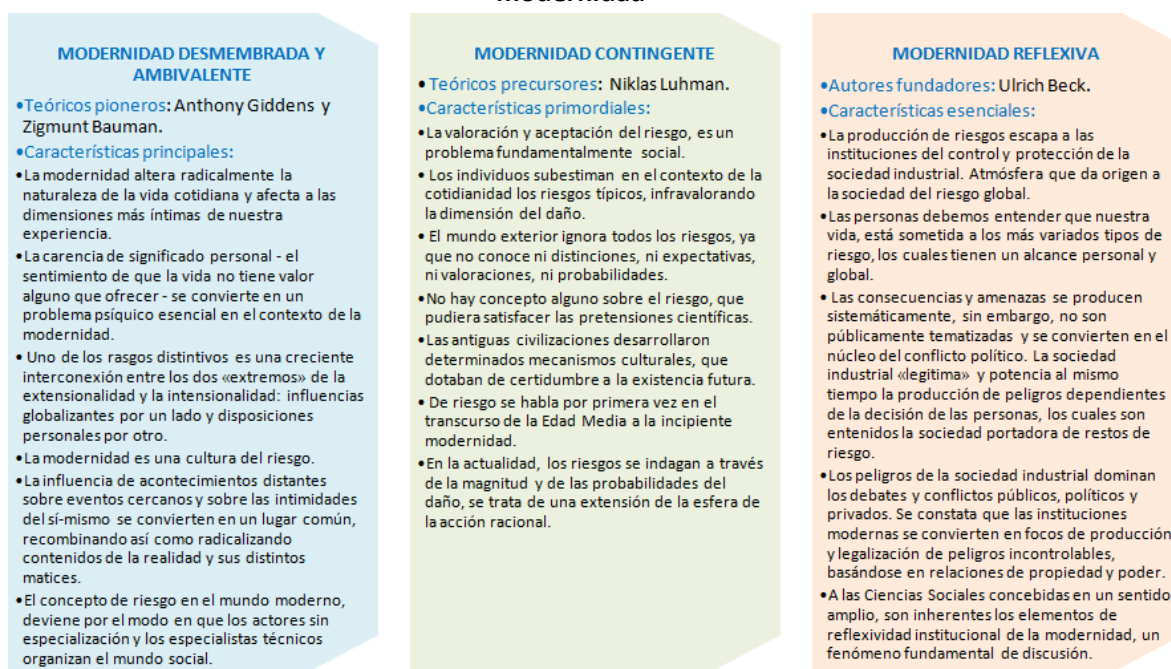 Modernidad
MODERNIDAD DESMEMBRADA Y
AMBIVALENTE
•Teóricos pioneros: Anthony Giddens y
Zigmunt Bauman.
•Características principales:
•La modernidad altera radicalmente la
naturaleza de la vida cotidiana y afecta a las
dimensiones más íntimas de nuestra
experiencia.
•La carencia de significado personal - el
sentimiento de que la vida no tiene valor
alguno que ofrecer - se convierte en un
problema psíquico esencial en el contexto de la
modernidad.
• Uno de los rasgos distintivos es una creciente
interconexión entre los dos «extremos» de la
extensionalidad y la intensionalidad: influencias
globalizantes por un lado y disposiciones
personales por otro.
•La modernidad es una cultura del riesgo.
•La influencia de acontecimientos distantes
sobre eventos cercanos y sobre las intimidades
del sí-mismo se convierten en un lugar común,
recombinando así como radicalizando
contenidos de la realidad y sus distintos
matices.
•El concepto de riesgo en el mundo moderno,
deviene por el modo en que los actores sin
especialización y los especialistas técnicos
organizan el mundo social.
MODERNIDAD CONTINGENTE
• Teóricos precursores: Niklas Luhman.
•Características primordiales:
•La valoración y aceptación del riesgo, es un
problema fundamentalmente social.
• Los individuos subestiman en el contexto de la
cotidianidad los riesgos típicos, infravalorando
la dimensión del daño.
• El mundo exterior ignora todos los riesgos, ya
que no conoce ni distinciones, ni expectativas,
ni valoraciones, ni probabilidades.
•No hay concepto alguno sobre el riesgo, que
pudiera satisfacer las pretensiones científicas.
•Las antiguas civilizaciones desarrollaron
determinados mecanismos culturales, que
dotaban de certidumbre a la existencia futura.
• De riesgo se habla por primera vez en el
transcurso de la Edad Media a la incipiente
modernidad.
•En la actualidad, los riesgos se indagan a través
de la magnitud y de las probabilidades del
daño, se trata de una extensión de la esfera de
la acción racional.
MODERNIDAD REFLEXIVA
•Autores fundadores: Ulrich Beck.
•Características esenciales:
•La producción de riesgos escapa a las
instituciones del control y protección de la
sociedad industrial. Atmósfera que da origen a
la sociedad del riesgo global.
•Las personas debemos entender que nuestra
vida, está sometida a los más variados tipos de
riesgo, los cuales tienen un alcance personal y
global.
• Las consecuencias y amenazas se producen
sistemáticamente, sin embargo, no son
públicamente tematizadas y se convierten en el
núcleo del conflicto político. La sociedad
industrial «legitima» y potencia al mismo
tiempo la producción de peligros dependientes
de la decisión de las personas, los cuales son
entenidos la sociedad portadora de restos de
riesgo.
•Los peligros de la sociedad industrial dominan
los debates y conflictos públicos, políticos y
privados. Se constata que las instituciones
modernas se convierten en focos de producción
y legalización de peligros incontrolables,
basándose en relaciones de propiedad y poder.
•A las Ciencias Sociales concebidas en un sentido
amplio, son inherentes los elementos de
reflexividad institucional de la modernidad, un
fenómeno fundamental de discusión.